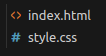 <> index.html
# style.css